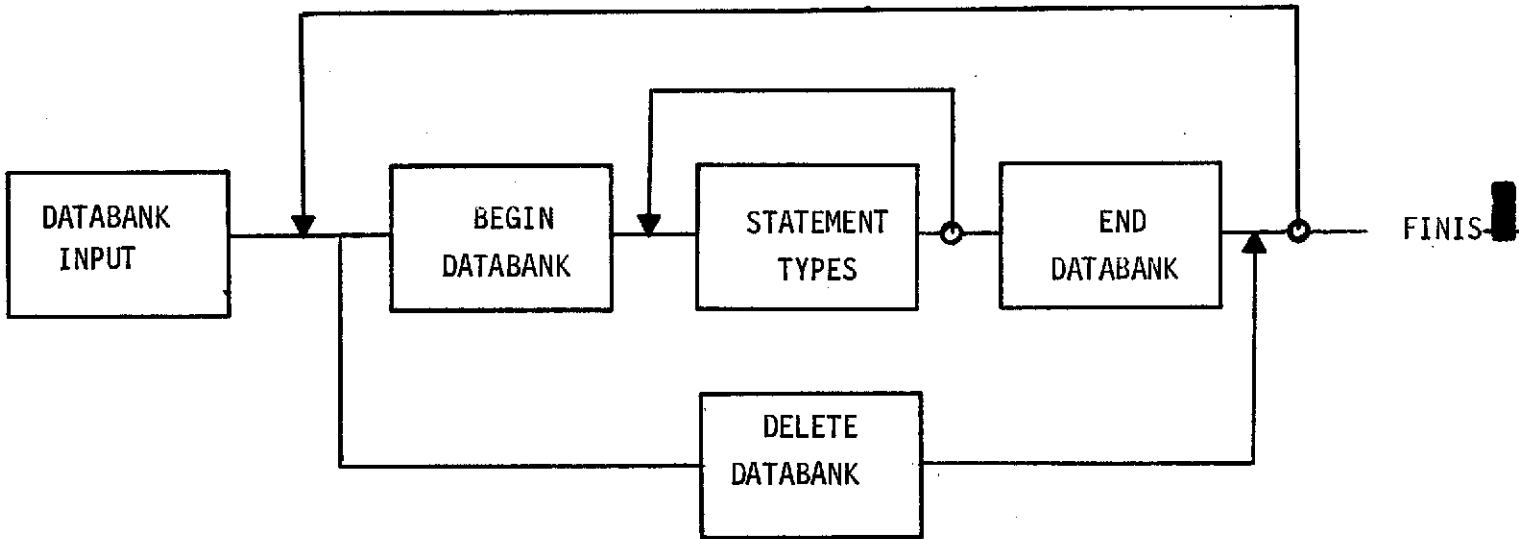 DATABANK
INPUT
BEGIN
DATABANK
STATEMENT
TYPES
END
DATABANK
FINIS
DELETE
DATABANK